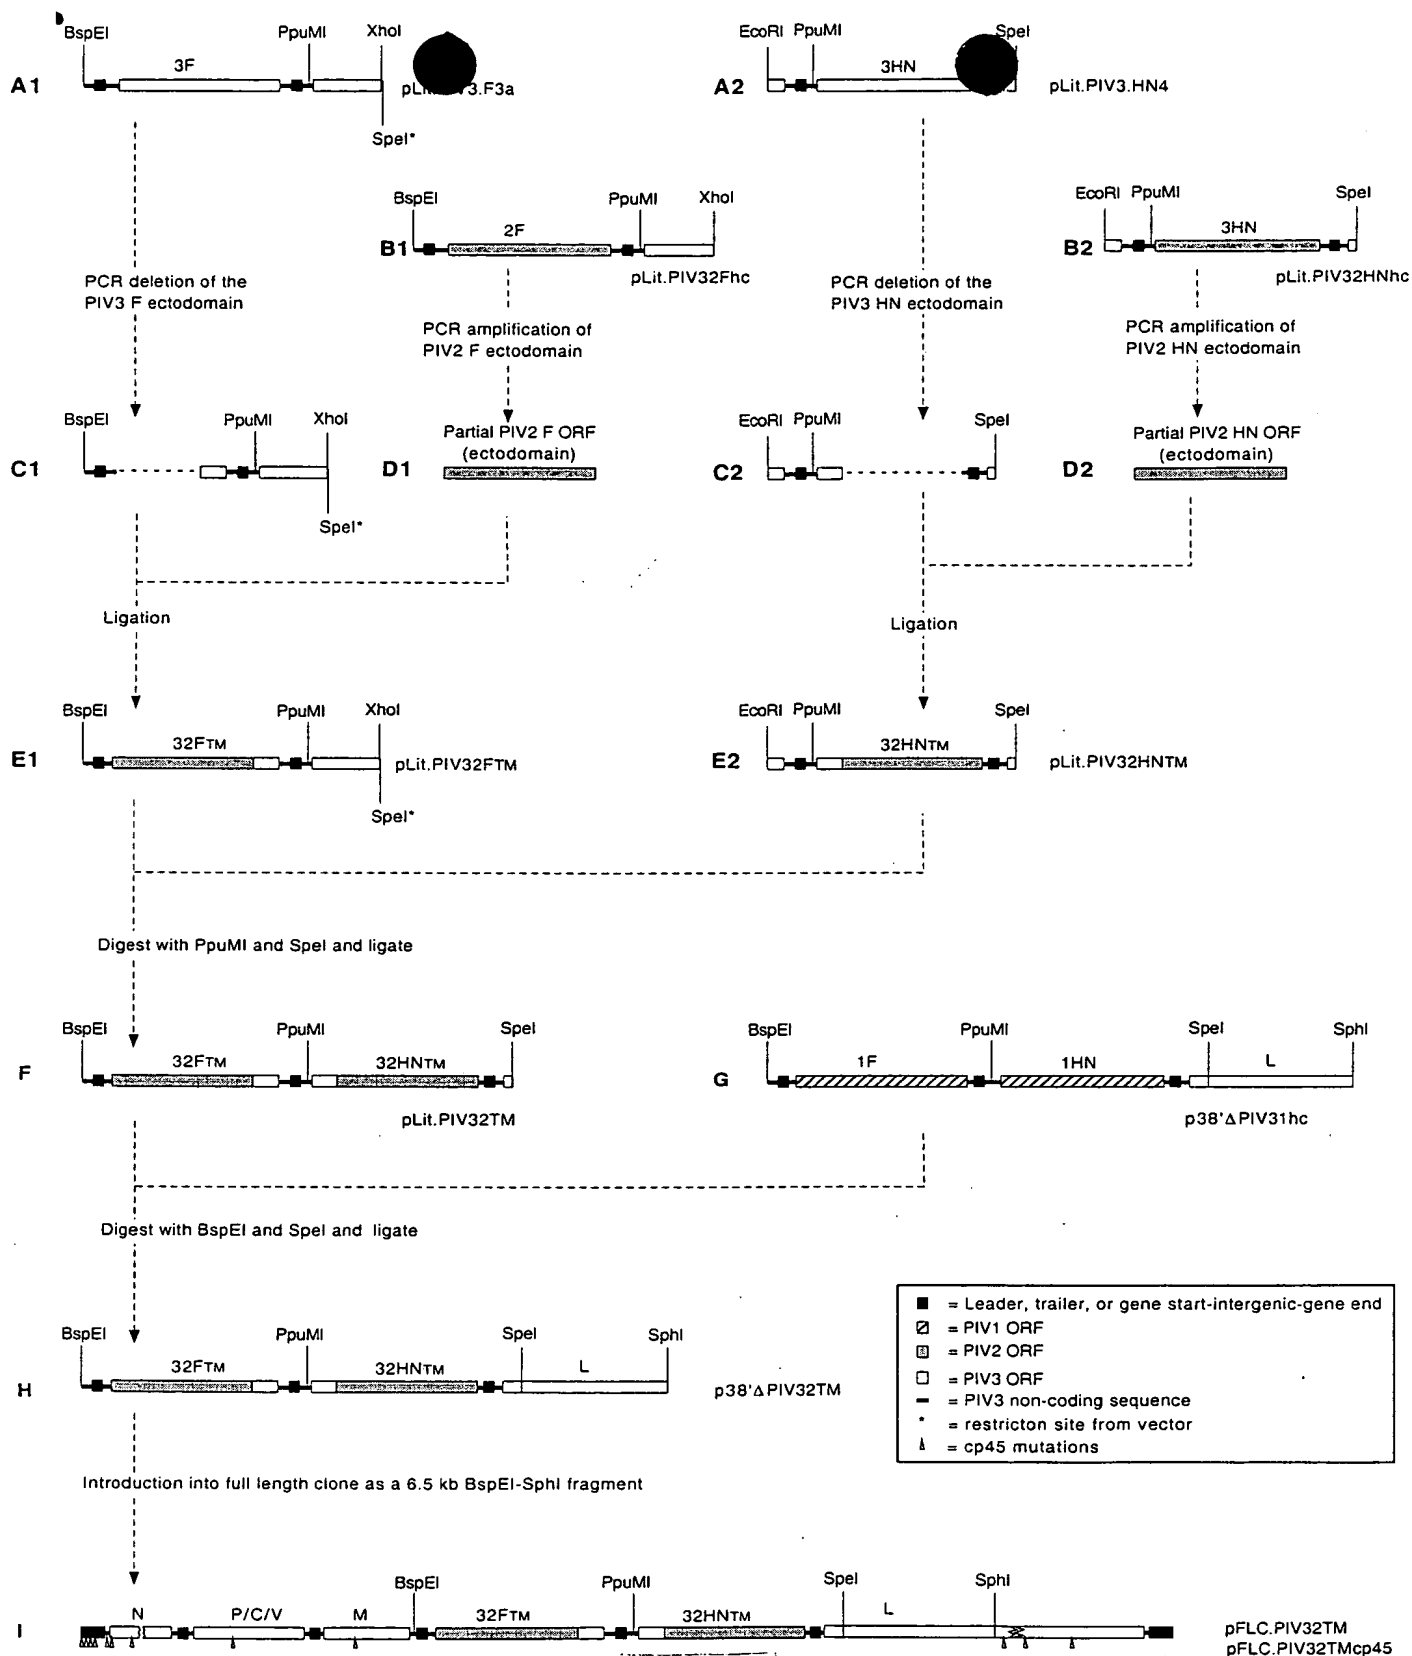 BspEI PpuMI XhoI EcoRI PpuMI SpeI
3F 3HN
A1 A2 pLit.PIV3.HN4
SpeI*
BspEI PpuMI XhoI EcoRI PpuMI SpeI
2F 3HN
B1 B2
pLit.PIV32Fhc pLit.PIV32HNhc
PCR deletion of the
PIV3 F ectodomain
PCR deletion of the
PIV3 HN ectodomain
PCR amplification of
PIV2 F ectodomain
PCR amplification of
PIV2 HN ectodomain
BspEI PpuMI XhoI EcoRI PpuMI SpeI
Partial PIV2 F ORF
(ectodomain)
Partial PIV2 HN ORF
(ectodomain)
C1 D1 C2 D2
SpeI*
Ligation Ligation
BspEI PpuMI XhoI EcoRI PpuMI SpeI
32FTM 32HNTM
E1 pLit.PIV32FTM E2 pLit.PIV32HNTM
SpeI*
Digest with PpuMI and SpeI and ligate
BspEI PpuMI SpeI BspEI PpuMI SpeI SphI
32FTM 32HNTM 1F 1HN L
F G
pLit.PIV32TM p38'ΔPIV31hc
Digest with BspEI and SpeI and ligate
■ = Leader, trailer, or gene start-intergenic-gene end
= PIV1 ORF
= PIV2 ORF
= PIV3 ORF
= PIV3 non-coding sequence
* = restricton site from vector
= cp45 mutations
BspEI PpuMI SpeI SphI
32FTM 32HNTM L
H p38'ΔPIV32TM
Introduction into full length clone as a 6.5 kb BspEI-SphI fragment
BspEI PpuMI SpeI SphI
N P/C/V M 32FTM 32HNTM L
I pFLC.PIV32TM
pFLC.PIV32TMcp45